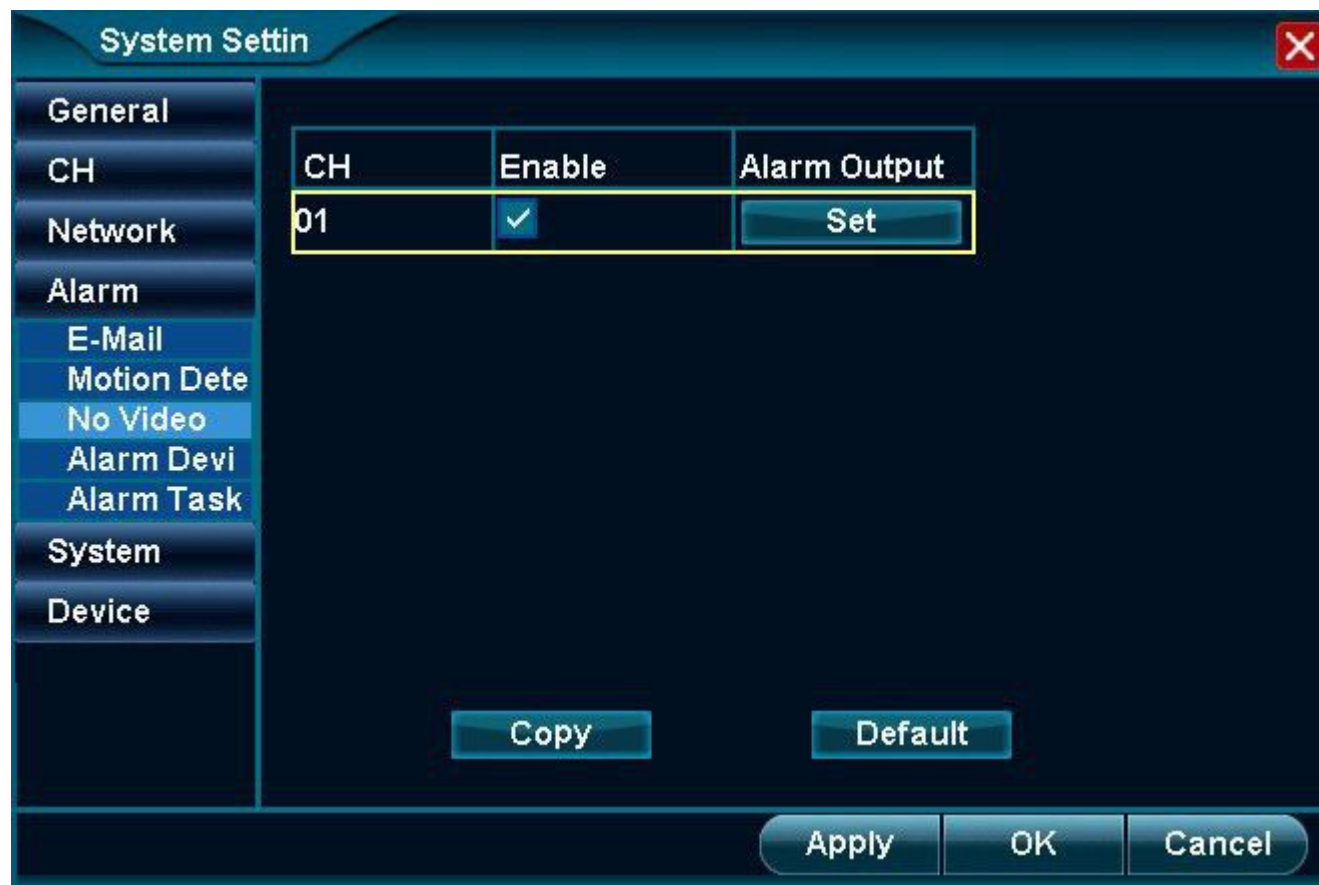 System Settin
General
CH
Network
Alarm
E-Mail
Motion Dete
No Video
Alarm Devi
Alarm Task
System
Device
CH Enable Alarm Output
01 Set
Copy Default
Apply OK Cancel